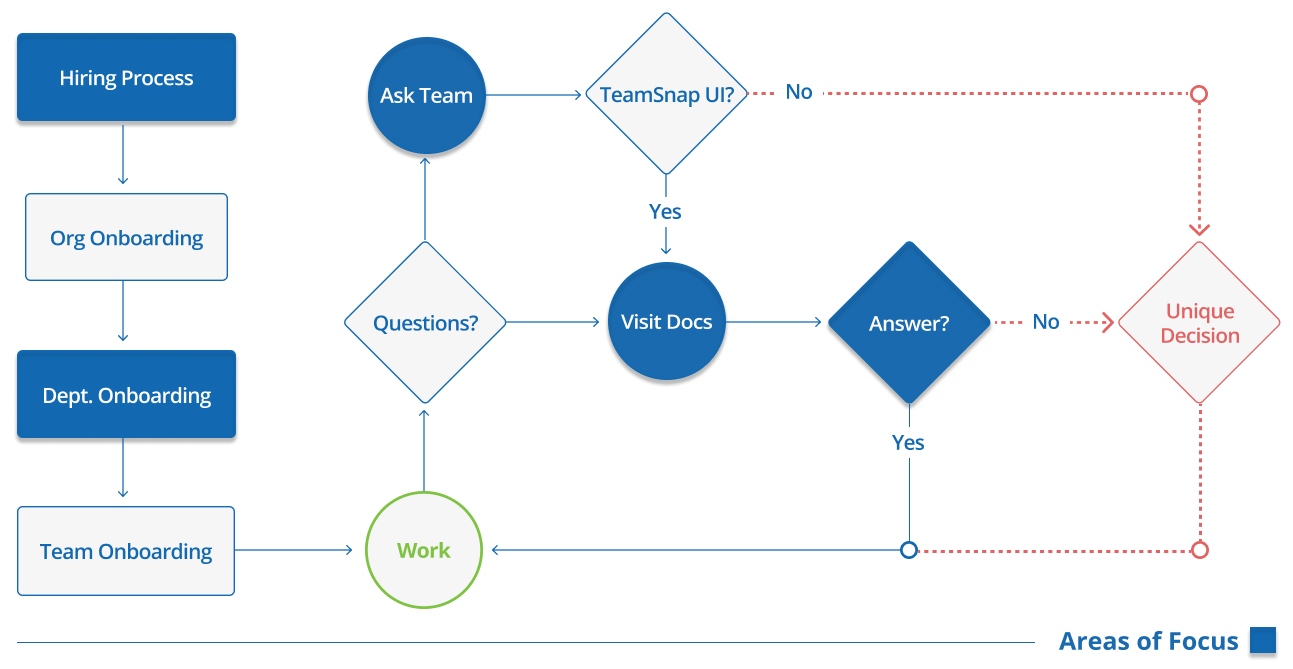 Hiring Process
Org Onboarding
Dept. Onboarding
Team Onboarding
Ask Team
TeamSnap UI?
No
Yes
Questions?
Visit Docs
Answer?
No
Unique
Decision
Yes
Work
Areas of Focus